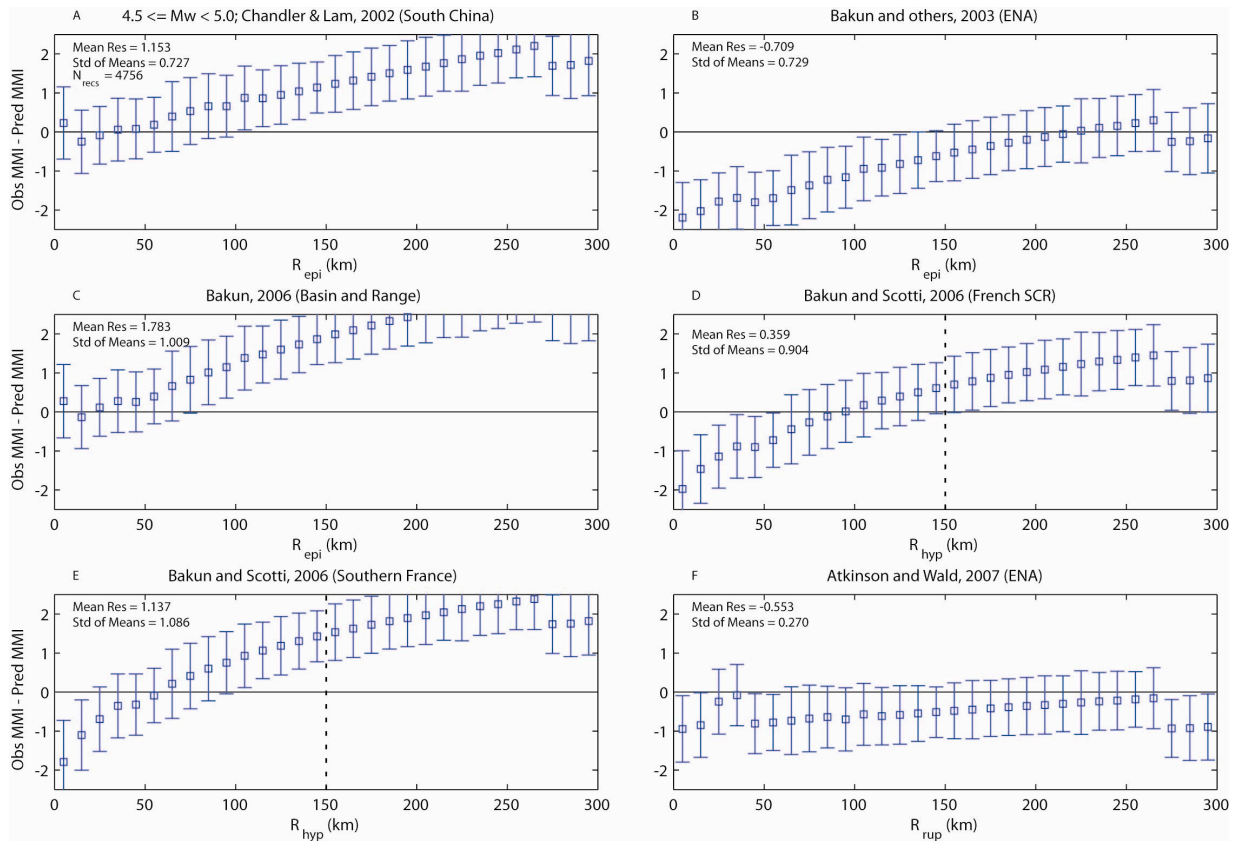 A 4.5 <= Mw < 5.0; Chandler & Lam, 2002 (South China)
Mean Res = 1.153
Std of Means = 0.727
N recs = 4756
Obs MMI - Pred MMI
2
1
0
-1
-2
0 50 100 150 200 250 300
R epi (km)
B Bakun and others, 2003 (ENA)
Mean Res = -0.709
Std of Means = 0.729
2
1
0
-1
-2
0 50 100 150 200 250 300
R epi (km)
C Bakun, 2006 (Basin and Range)
Mean Res = 1.783
Std of Means = 1.009
Obs MMI - Pred MMI
2
1
0
-1
-2
0 50 100 150 200 250 300
R epi (km)
D Bakun and Scotti, 2006 (French SCR)
Mean Res = 0.359
Std of Means = 0.904
2
1
0
-1
-2
0 50 100 150 200 250 300
R hyp (km)
E Bakun and Scotti, 2006 (Southern France)
Mean Res = 1.137
Std of Means = 1.086
Obs MMI - Pred MMI
2
1
0
-1
-2
0 50 100 150 200 250 300
R hyp (km)
F Atkinson and Wald, 2007 (ENA)
Mean Res = -0.553
Std of Means = 0.270
2
1
0
-1
-2
0 50 100 150 200 250 300
R rup (km)